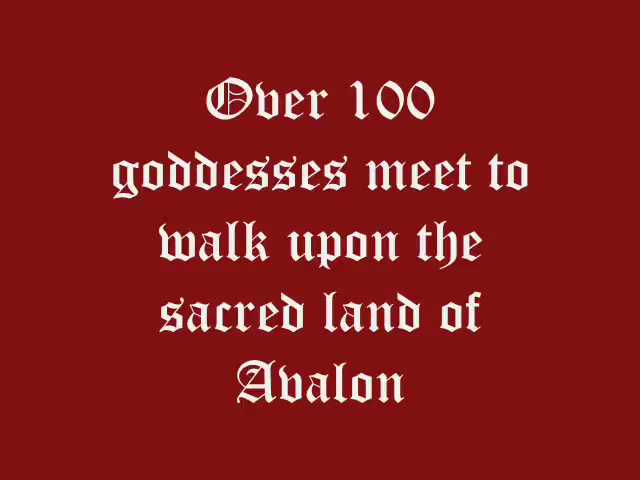 Over 100
goddesses meet to
walk upon the
sacred land of
Avalon